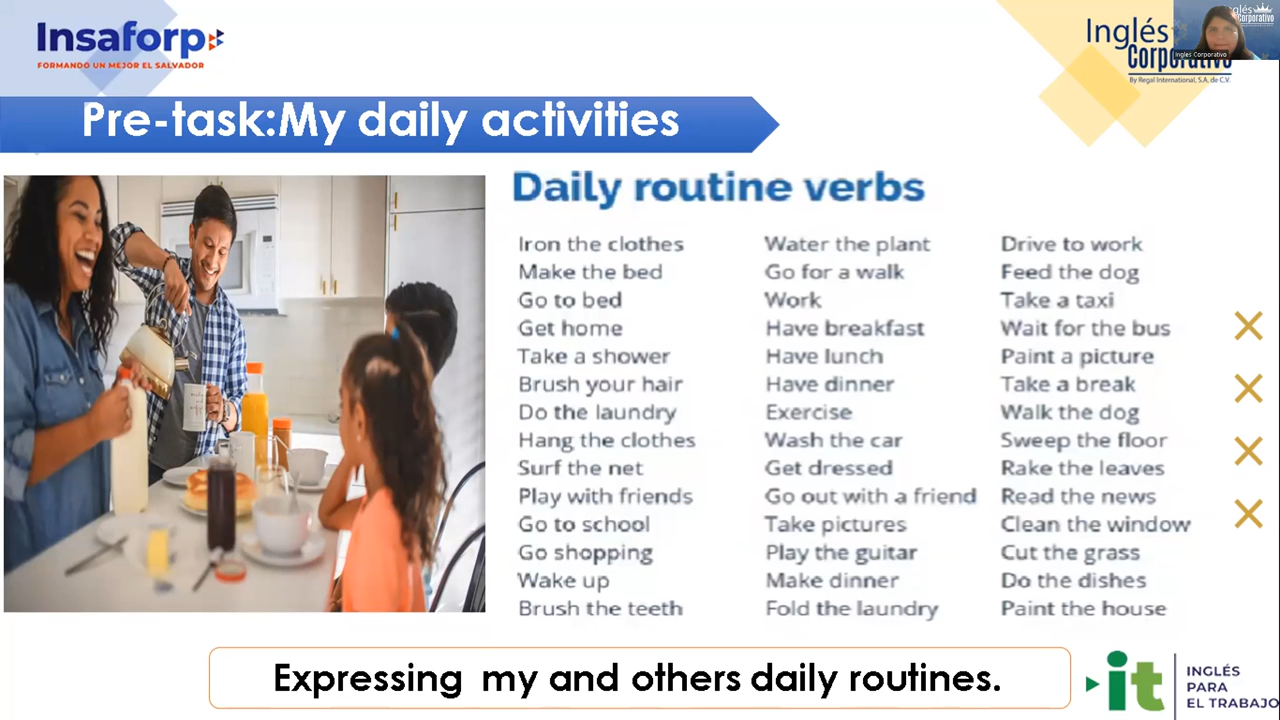 Insaforp
FORMANDO UN MEJOR EL SALVADOR
Inglés
Corporativo
By Regal International, S.A. de C.V.
Ingles Corporativo
Pre-task:My daily activities
Daily routine verbs
Iron the clothes
Make the bed
Go to bed
Get home
Take a shower
Brush your hair
Do the laundry
Hang the clothes
Surf the net
Play with friends
Go to school
Go shopping
Wake up
Brush the teeth
Water the plant
Go for a walk
Work
Have breakfast
Have lunch
Have dinner
Exercise
Wash the car
Get dressed
Go out with a friend
Take pictures
Play the guitar
Make dinner
Fold the laundry
Drive to work
Feed the dog
Take a taxi
Wait for the bus
Paint a picture
Take a break
Walk the dog
Sweep the floor
Rake the leaves
Read the news
Clean the window
Cut the grass
Do the dishes
Paint the house
Expressing my and others daily routines.
it
INGLÉS
PARA
EL TRABAJO